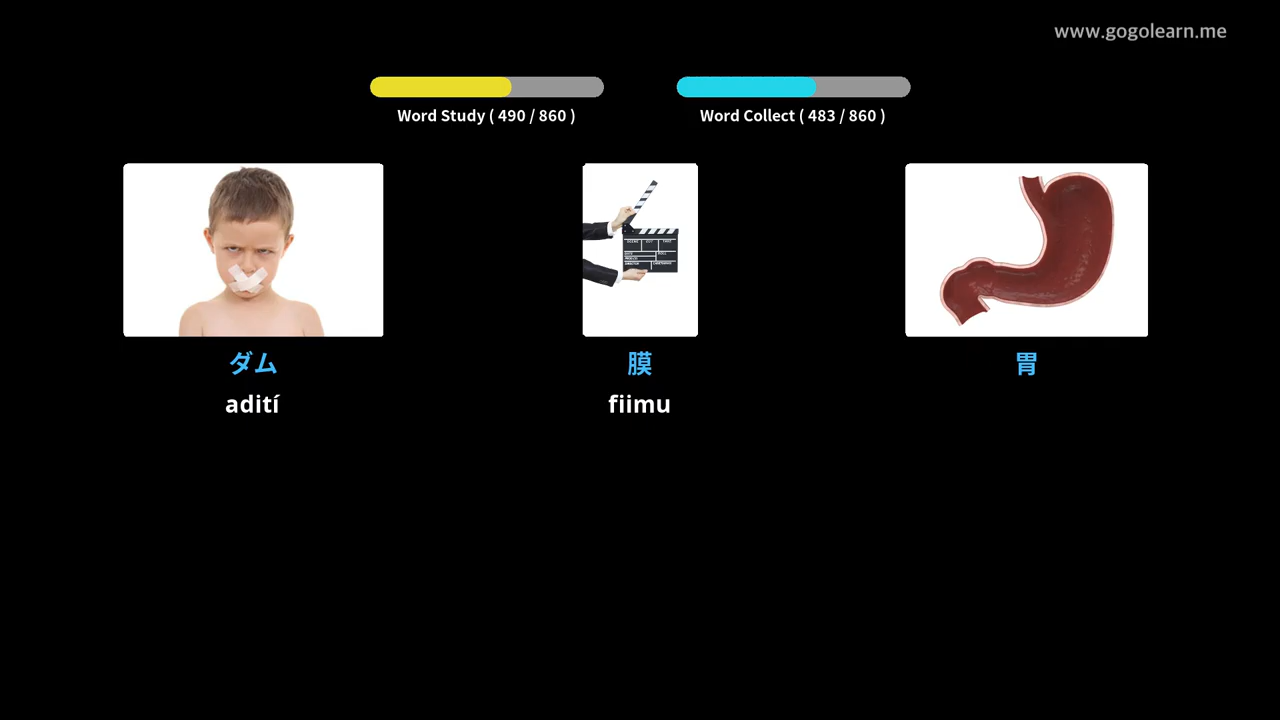 www.gogolearn.me
Word Study ( 490 / 860 )
Word Collect ( 483 / 860 )
ダム
膜
胃
adití
fiimu